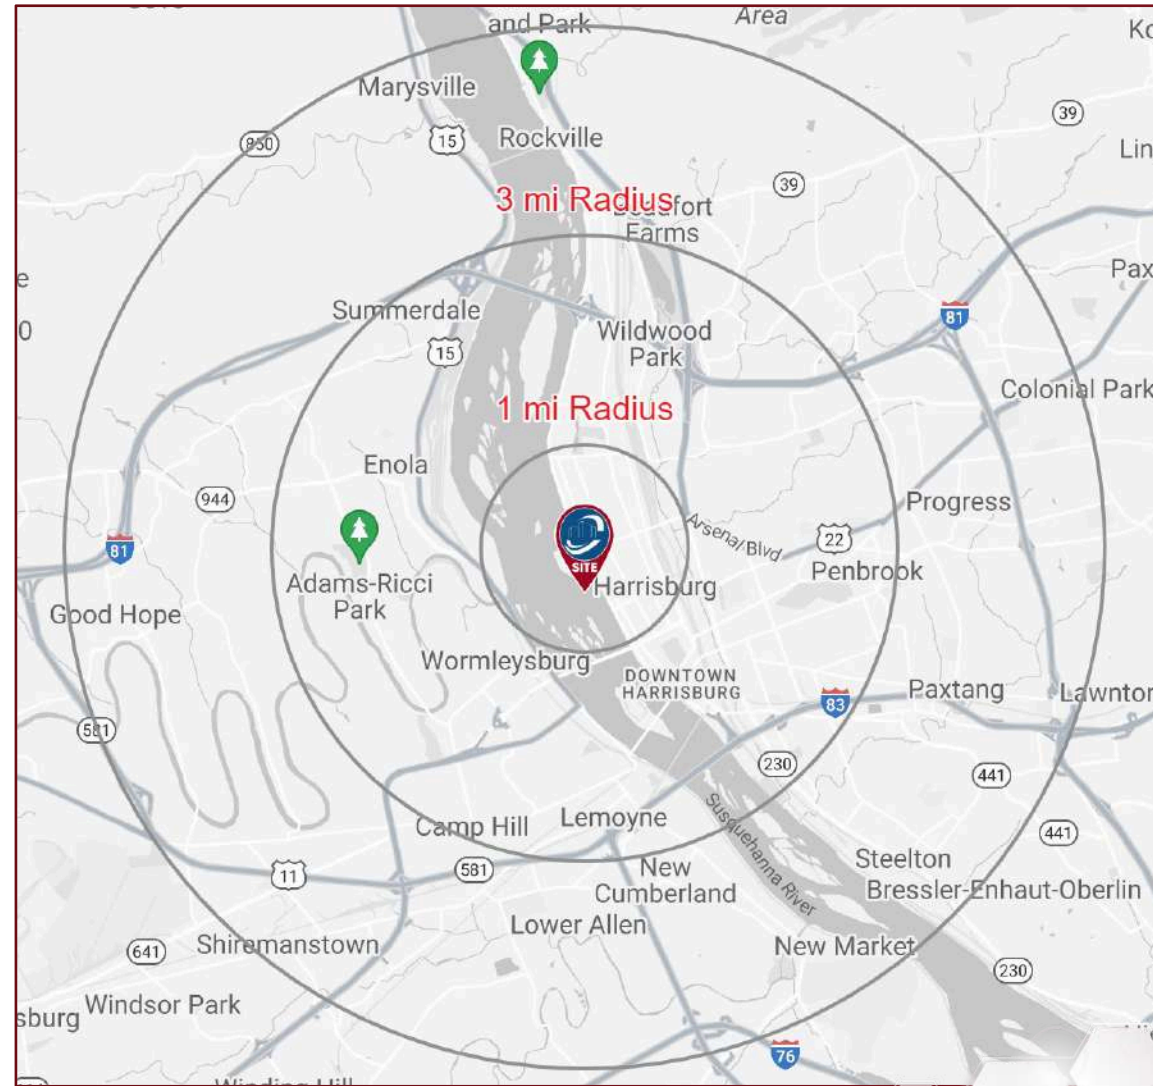 and Park
Area
Marysville
15
Rockville
39
850
39
3 mi Radius
Beaufort
Farms
Summerdale
81
Wildwood
Park
15
Colonial Park
1 mi Radius
Enola
944
Progress
Arsenal Blvd
22
81
SITE
Penbrook
Adams-Ricci
Park
Harrisburg
Good Hope
Wormleysburg
DOWNTOWN
HARRISBURG
Paxtang
83
581
230
441
Susquehanna River
Camp Hill
Lemoyne
441
581
11
New
Cumberland
Steelton
Bressler-Enhaut-Oberlin
Lower Allen
Shiremanstown
641
New Market
230
Windsor Park
sburg
76